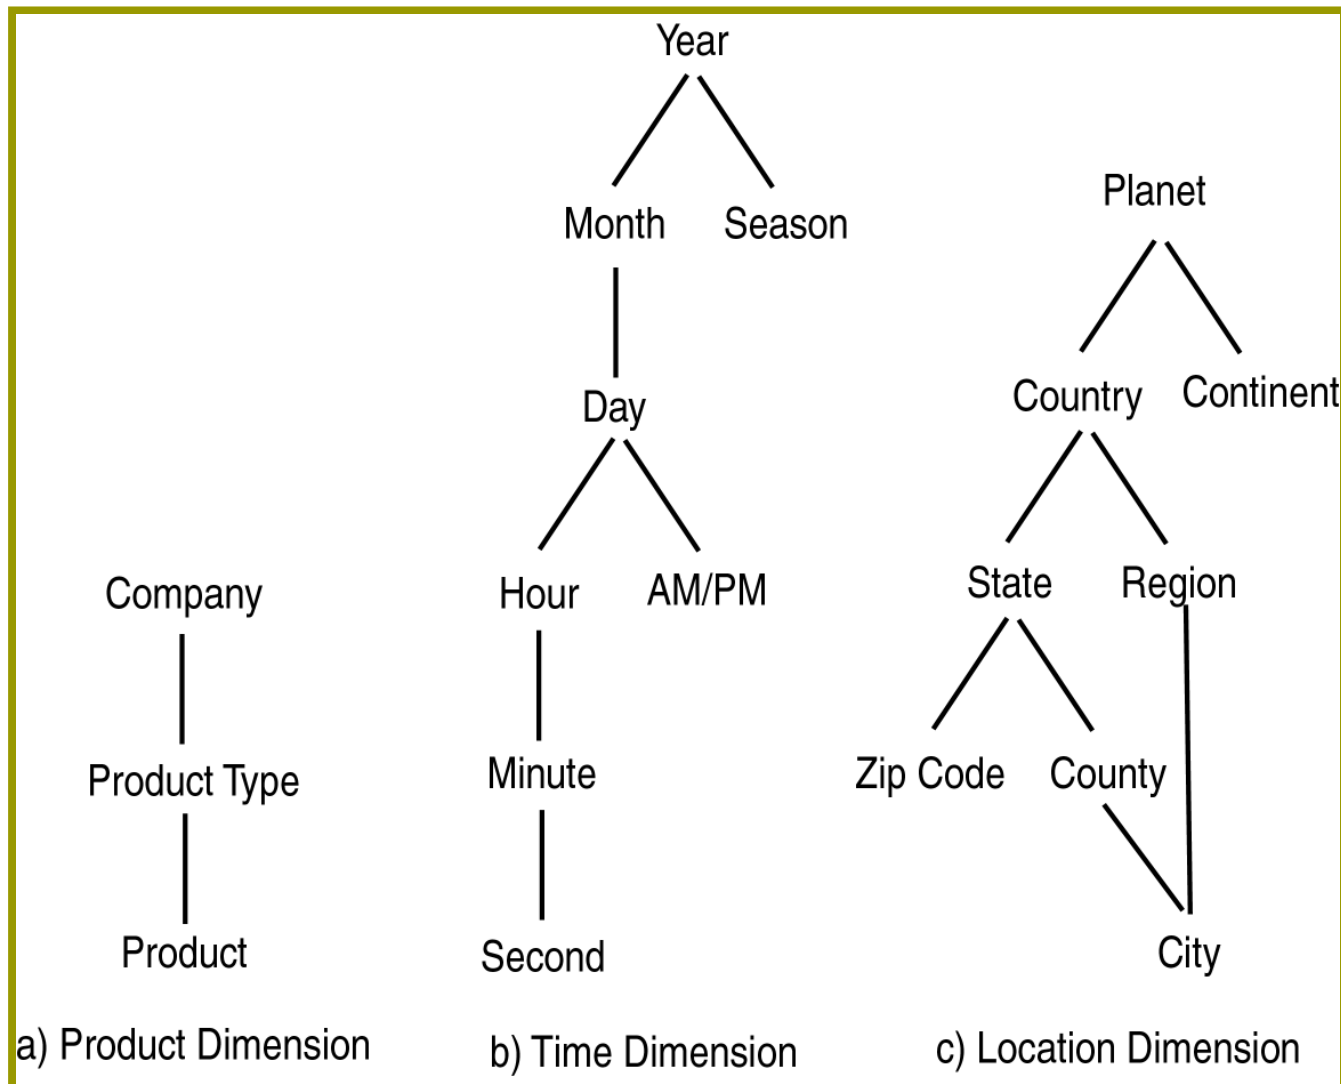 Year
Month Season
Planet
Day
Country Continent
Company
Hour AM/PM
State Region
Product Type
Minute
Zip Code County
Product
Second
City
a) Product Dimension
b) Time Dimension
c) Location Dimension